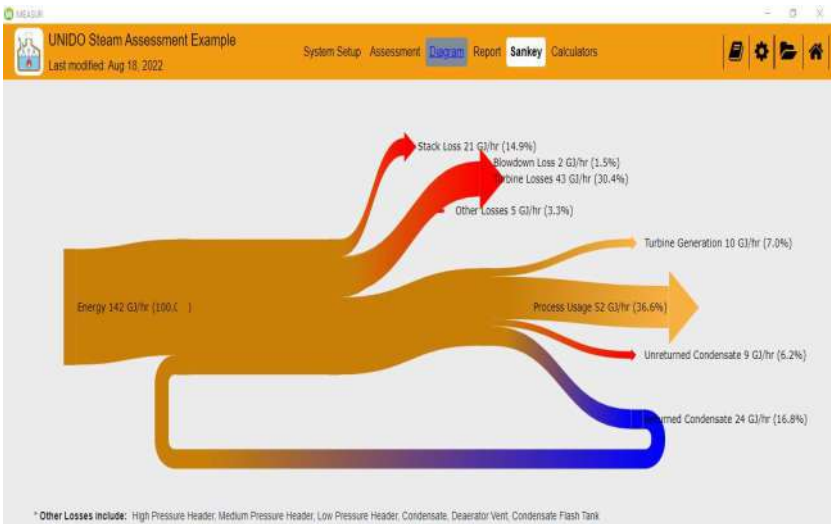 MEASUR
UNIDO Steam Assessment Example
Last modified: Aug 18, 2022
System Setup Assessment Diagram Report Sankey Calculators
Stack Loss 21 GJ/hr (14.9%)
Blowdown Loss 2 GJ/hr (1.5%)
Turbine Losses 43 GJ/hr (30.4%)
Other Losses 5 GJ/hr (3.3%)
Turbine Generation 10 GJ/hr (7.0%)
Energy 142 GJ/hr (100.
Process Usage 52 GJ/hr (36.6%)
Unreturned Condensate 9 GJ/hr (6.2%)
Returned Condensate 24 GJ/hr (16.8%)
* Other Losses include: High Pressure Header, Medium Pressure Header, Low Pressure Header, Condensate, Deaerator Vent, Condensate Flash Tank